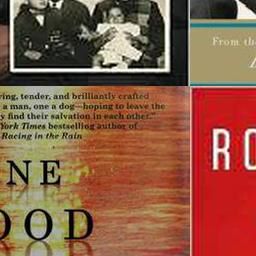 ring, tender, and brilliantly crafted
a man, one a dog—hoping to leave the
y find their salvation in each other."
York Times bestselling author of
Racing in the Rain
NE
OOD
From the
RO